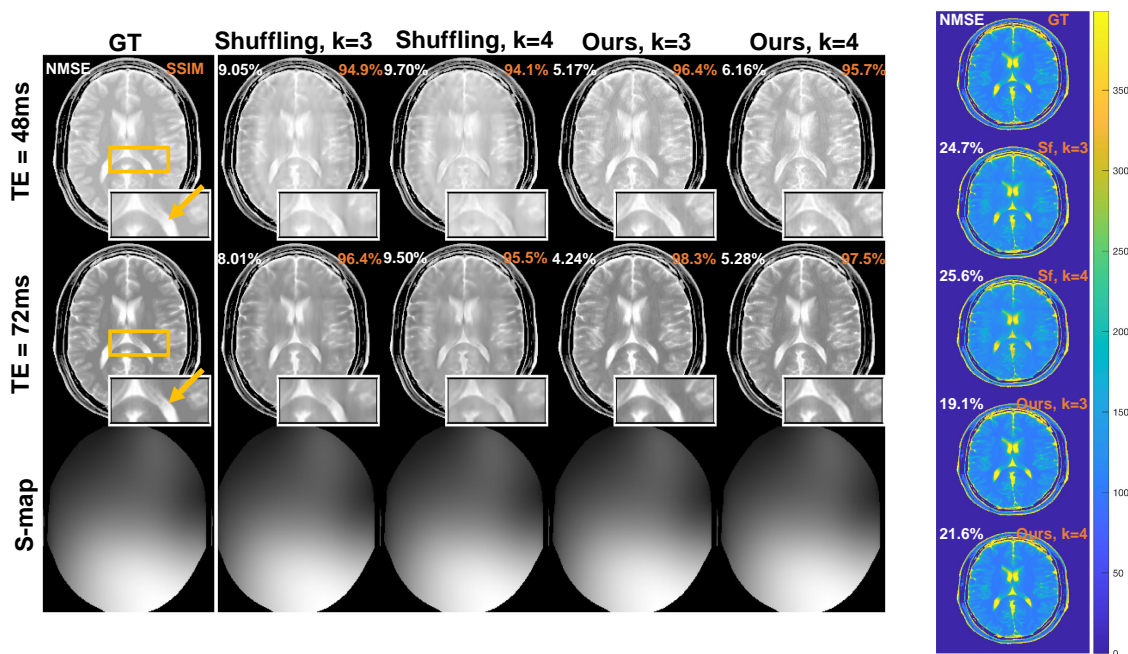 GT
Shuffling, k=3
Shuffling, k=4
Ours, k=3
Ours, k=4
TE = 48ms
NMSE
SSIM
9.05%
94.9%
9.70%
94.1%
5.17%
96.4%
6.16%
95.7%
TE = 72ms
8.01%
96.4%
9.50%
95.5%
4.24%
98.3%
5.28%
97.5%
S-map
NMSE
GT
24.7%
Sf, k=3
25.6%
Sf, k=4
19.1%
Ours, k=3
21.6%
Ours, k=4
350
300
250
200
150
100
50
0